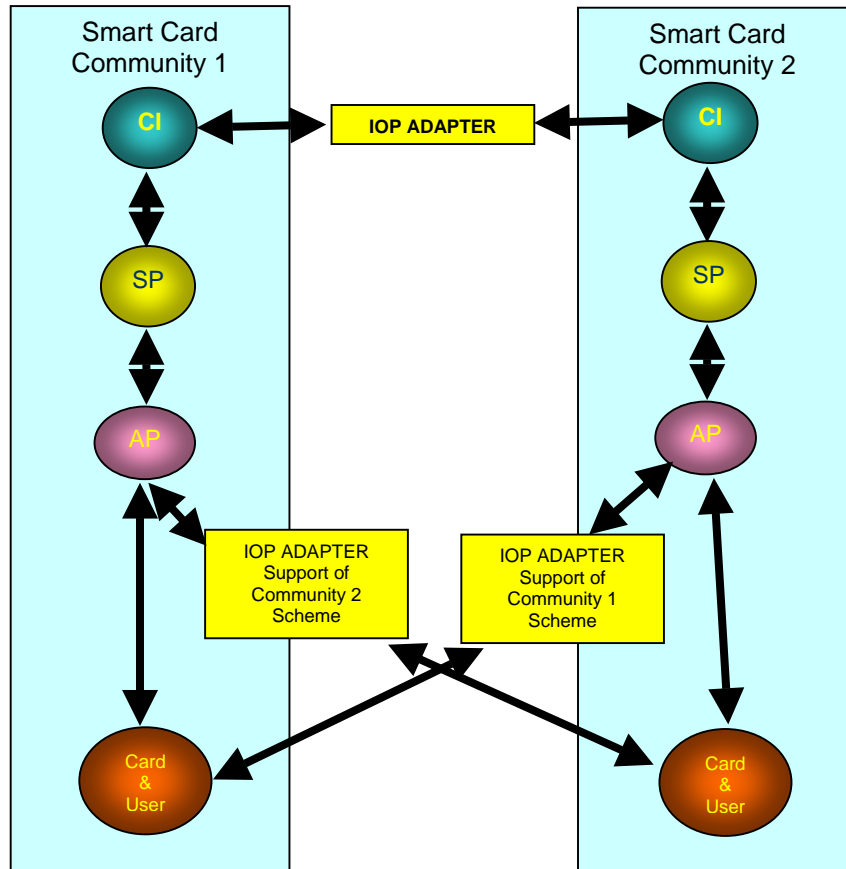 Smart Card
Community 1
Smart Card
Community 2
CI
IOP ADAPTER
CI
SP
SP
AP
AP
IOP ADAPTER
Support of
Community 2
Scheme
IOP ADAPTER
Support of
Community 1
Scheme
Card
&
User
Card
&
User